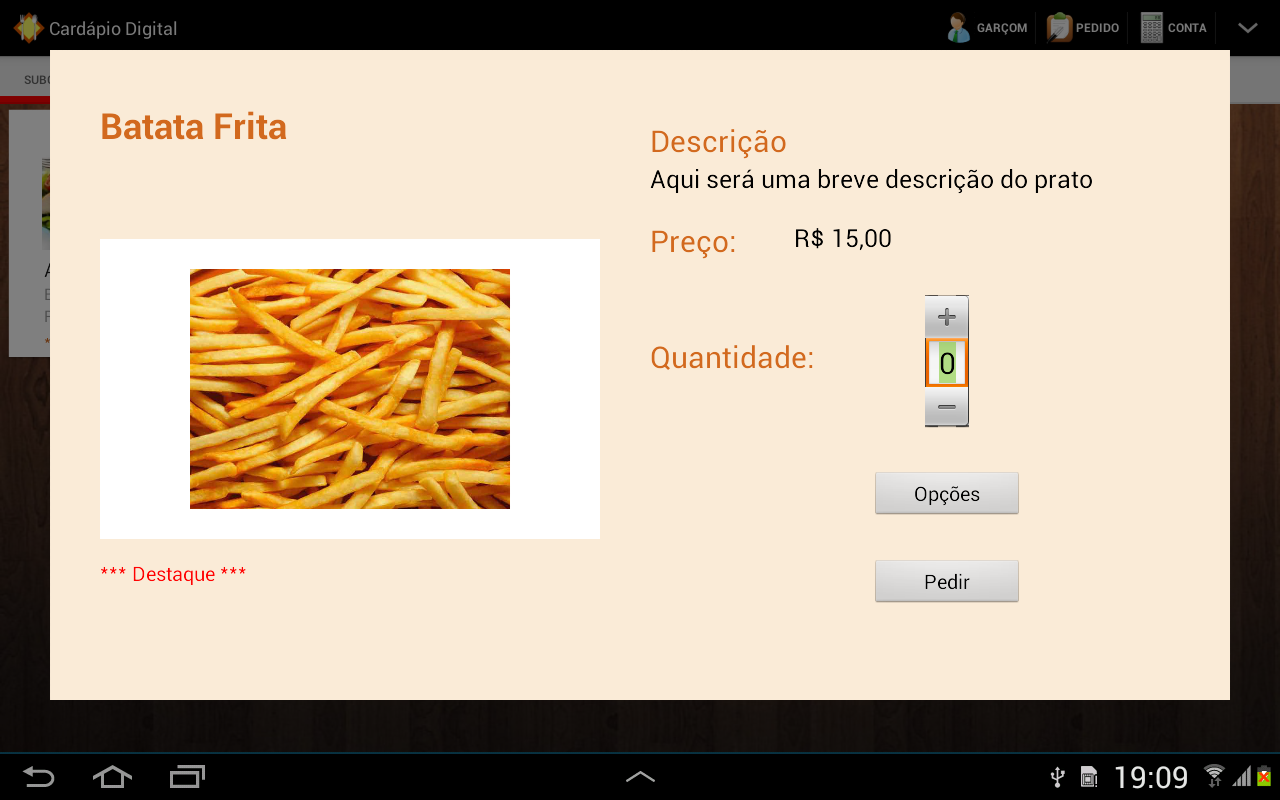 Cardápio Digital
GARÇOM
PEDIDO
CONTA
Batata Frita
Descrição
Aqui será uma breve descrição do prato
Preço: R$ 15,00
Quantidade:
0
Opções
Pedir
*** Destaque ***
19:09